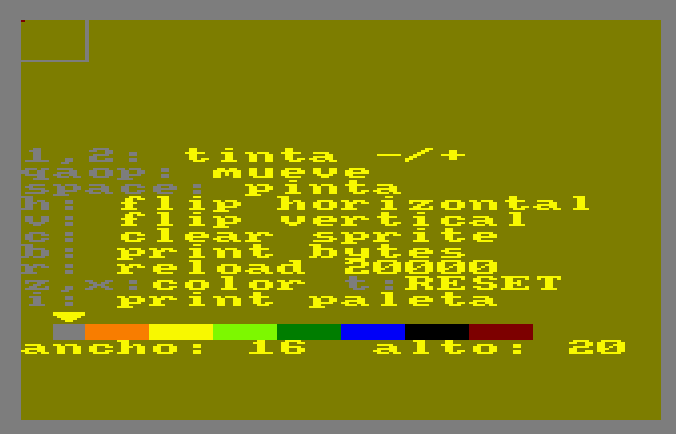 1,2: tinta -/+
qaop: mueve
space: pinta
h: flip horizontal
v: flip vertical
c: clear sprite
b: print bytes
r: reload 20000
z,x:color t:RESET
i: print paleta
ancho: 16 alto: 20